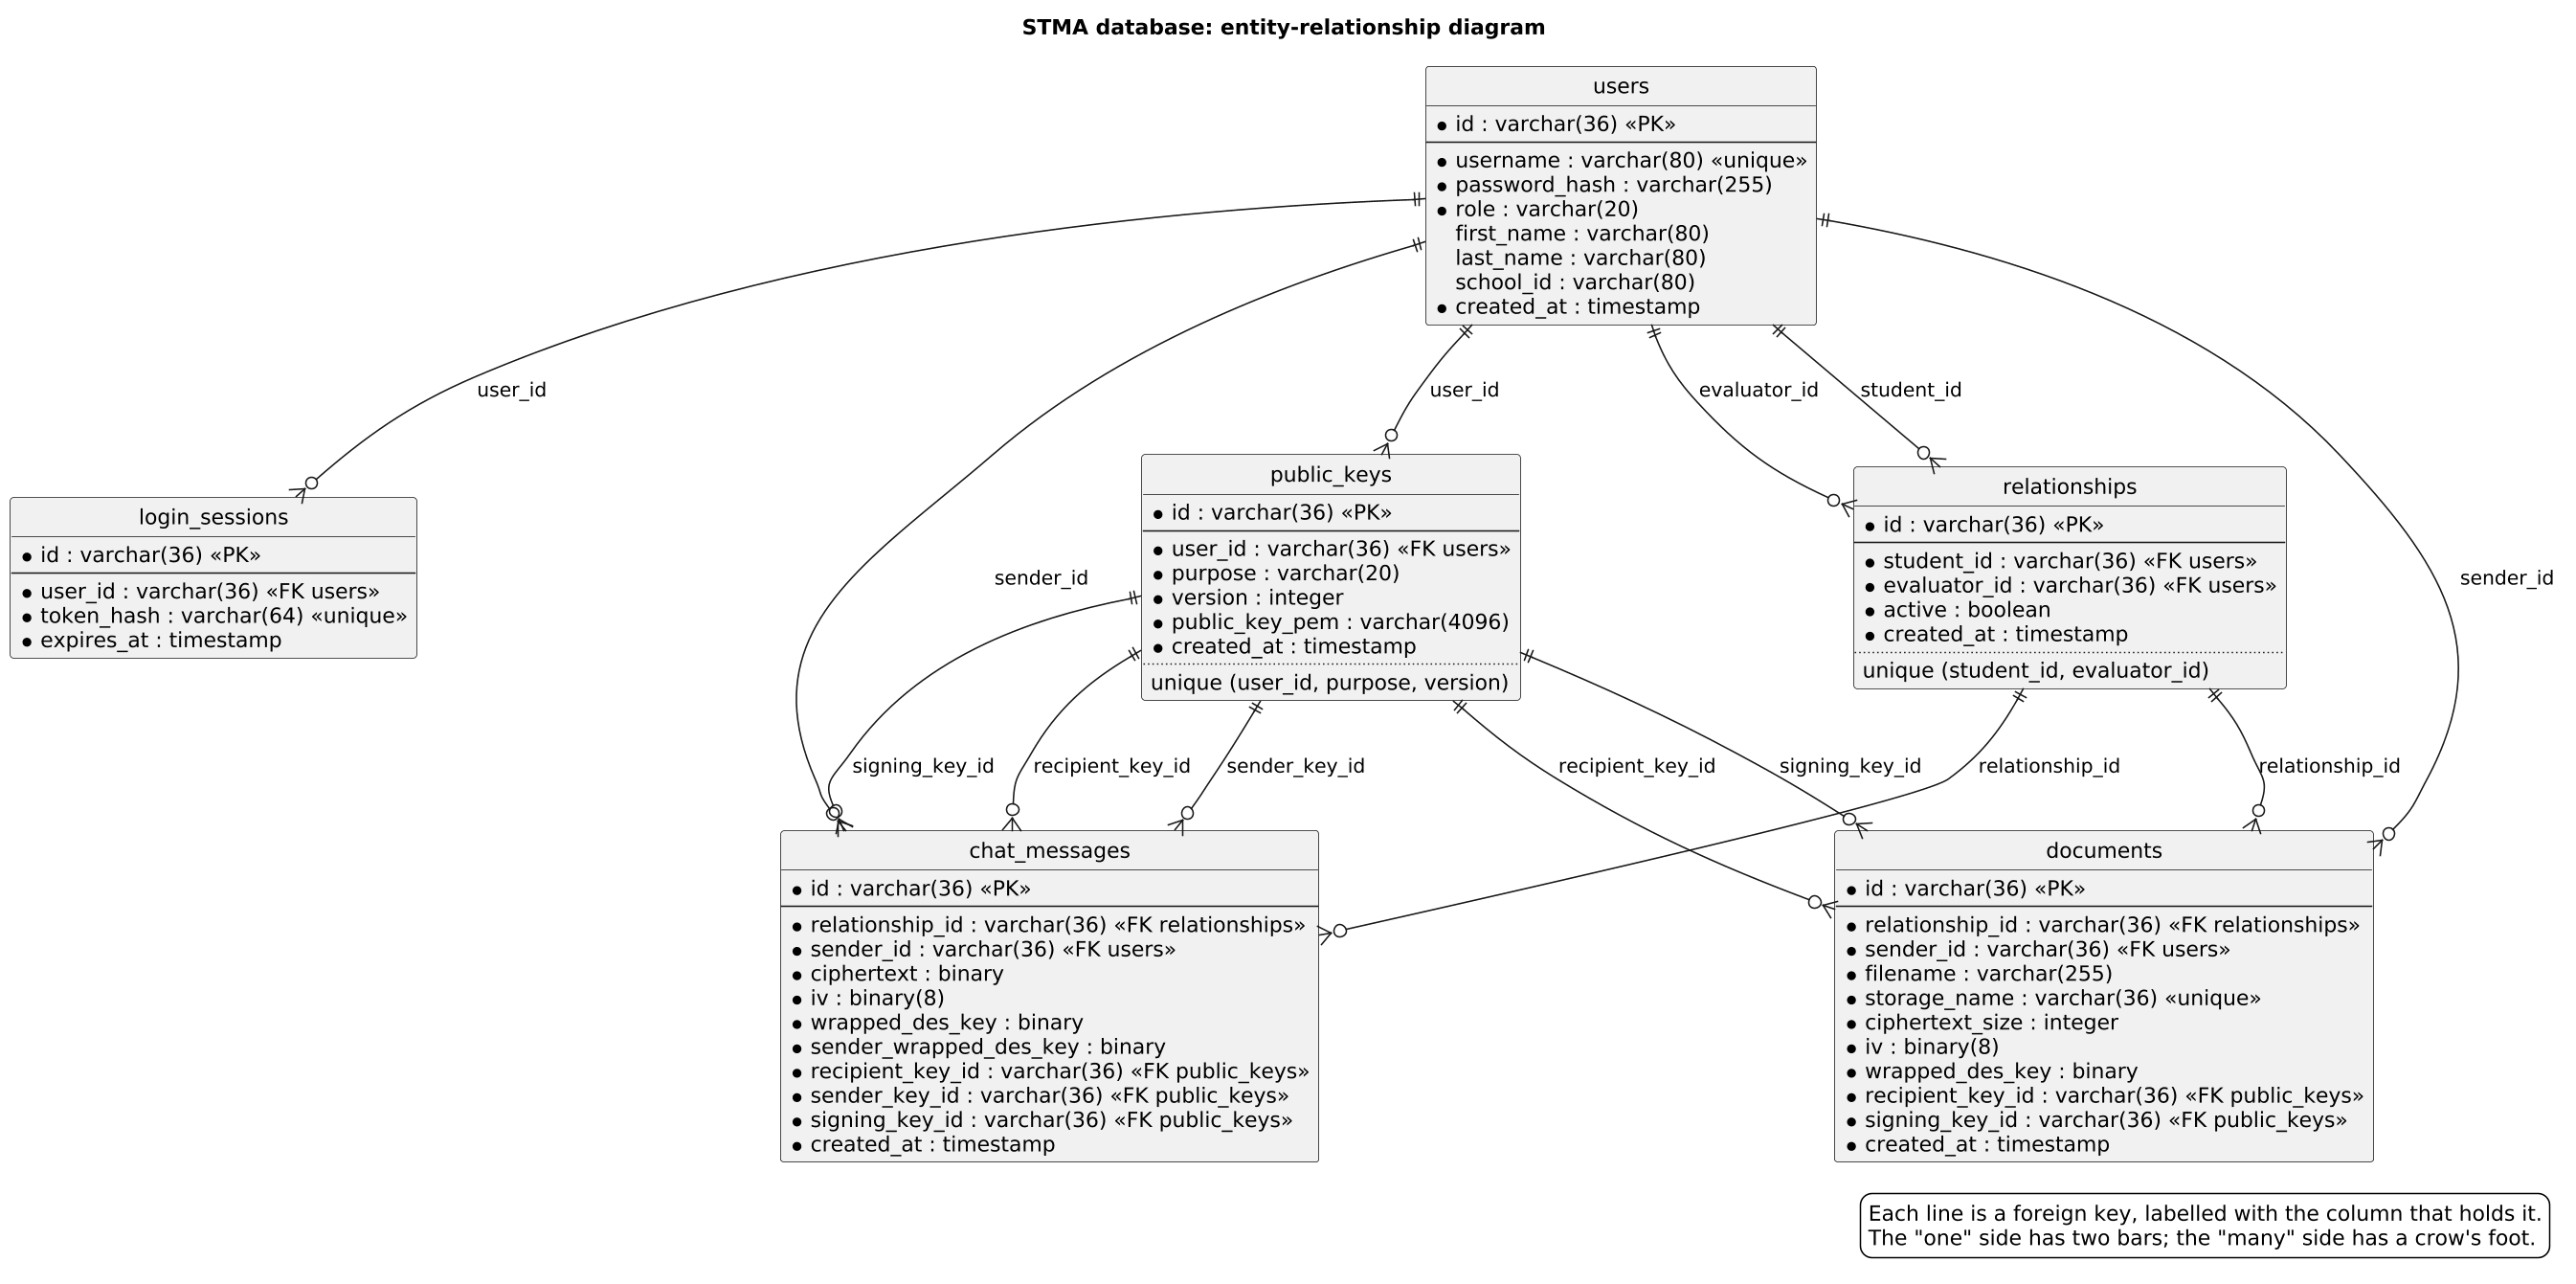 STMA database: entity-relationship diagram
users
id : varchar(36) «PK»
username : varchar(80) «unique»
password_hash : varchar(255)
role : varchar(20)
first_name : varchar(80)
last_name : varchar(80)
school_id : varchar(80)
created_at : timestamp
user_id
user_id
evaluator_id
student_id
login_sessions
id : varchar(36) «PK»
user_id : varchar(36) «FK users»
token_hash : varchar(64) «unique»
expires_at : timestamp
sender_id
public_keys
id : varchar(36) «PK»
user_id : varchar(36) «FK users»
purpose : varchar(20)
version : integer
public_key_pem : varchar(4096)
created_at : timestamp
unique (user_id, purpose, version)
relationships
id : varchar(36) «PK»
student_id : varchar(36) «FK users»
evaluator_id : varchar(36) «FK users»
active : boolean
created_at : timestamp
unique (student_id, evaluator_id)
sender_id
signing_key_id
recipient_key_id
sender_key_id
recipient_key_id
signing_key_id
relationship_id
relationship_id
chat_messages
id : varchar(36) «PK»
relationship_id : varchar(36) «FK relationships»
sender_id : varchar(36) «FK users»
ciphertext : binary
iv : binary(8)
wrapped_des_key : binary
sender_wrapped_des_key : binary
recipient_key_id : varchar(36) «FK public_keys»
sender_key_id : varchar(36) «FK public_keys»
signing_key_id : varchar(36) «FK public_keys»
created_at : timestamp
documents
id : varchar(36) «PK»
relationship_id : varchar(36) «FK relationships»
sender_id : varchar(36) «FK users»
filename : varchar(255)
storage_name : varchar(36) «unique»
ciphertext_size : integer
iv : binary(8)
wrapped_des_key : binary
recipient_key_id : varchar(36) «FK public_keys»
signing_key_id : varchar(36) «FK public_keys»
created_at : timestamp
Each line is a foreign key, labelled with the column that holds it.
The "one" side has two bars; the "many" side has a crow's foot.